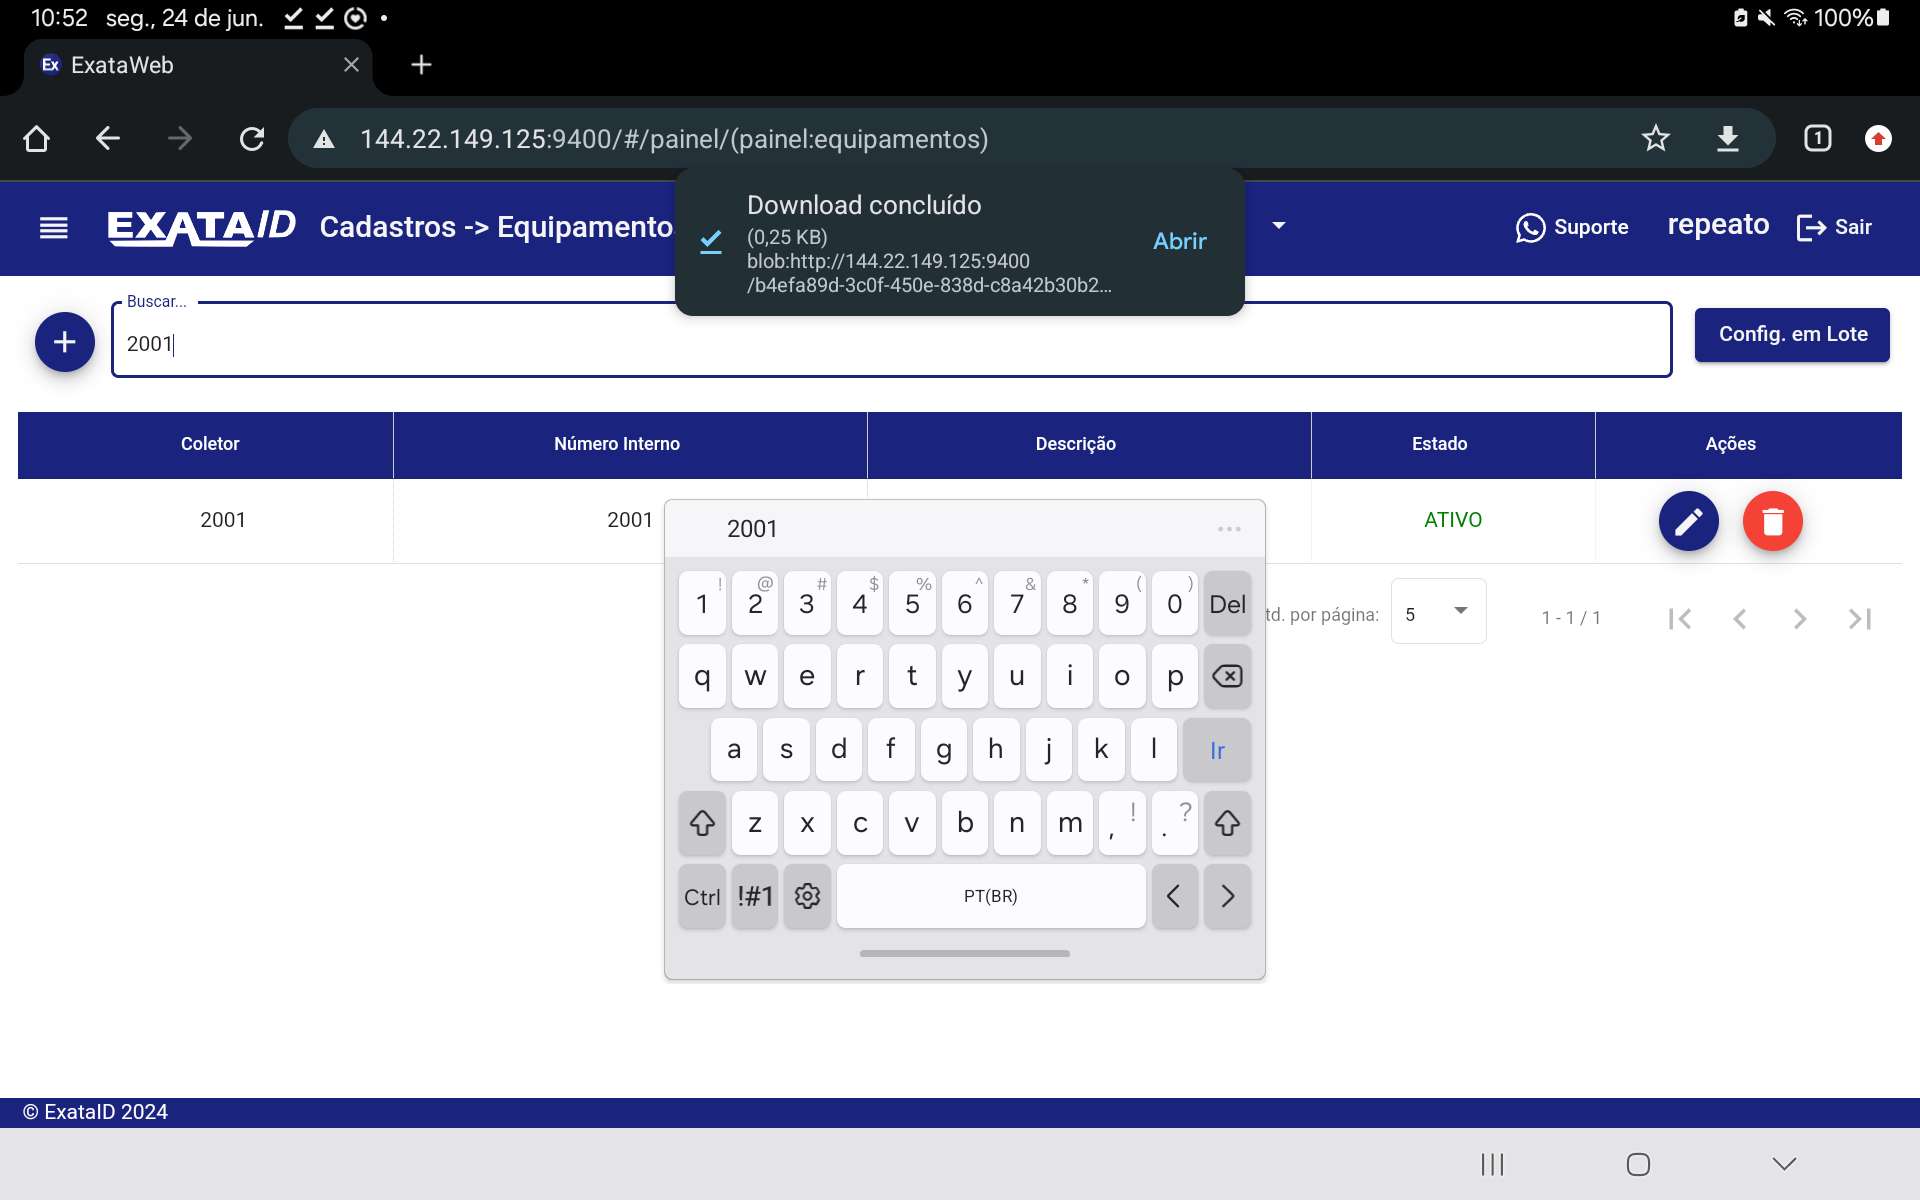 10:52 seg., 24 de jun. 100%
Ex ExataWeb
144.22.149.125:9400/#/painel/(painel:equipamentos) 1
EXATAID Cadastros -> Equipamento Suporte repeato Sair
Download concluído
(0,25 KB)
blob:http://144.22.149.125:9400
/b4efa89d-3c0f-450e-838d-c8a42b30b2...
Abrir
Buscar...
2001
Config. em Lote
Coletor Número Interno Descrição Estado Ações
2001 2001 ATIVO
td. por página: 5 1 - 1 / 1
2001 ...
1 ! 2 @ 3 # 4 $ 5 % 6 ^ 7 & 8 * 9 ( 0 ) Del
q w e r t y u i o p
a s d f g h j k l Ir
z x c v b n m , ! . ?
Ctrl !#1 PT(BR) < >
© ExataID 2024